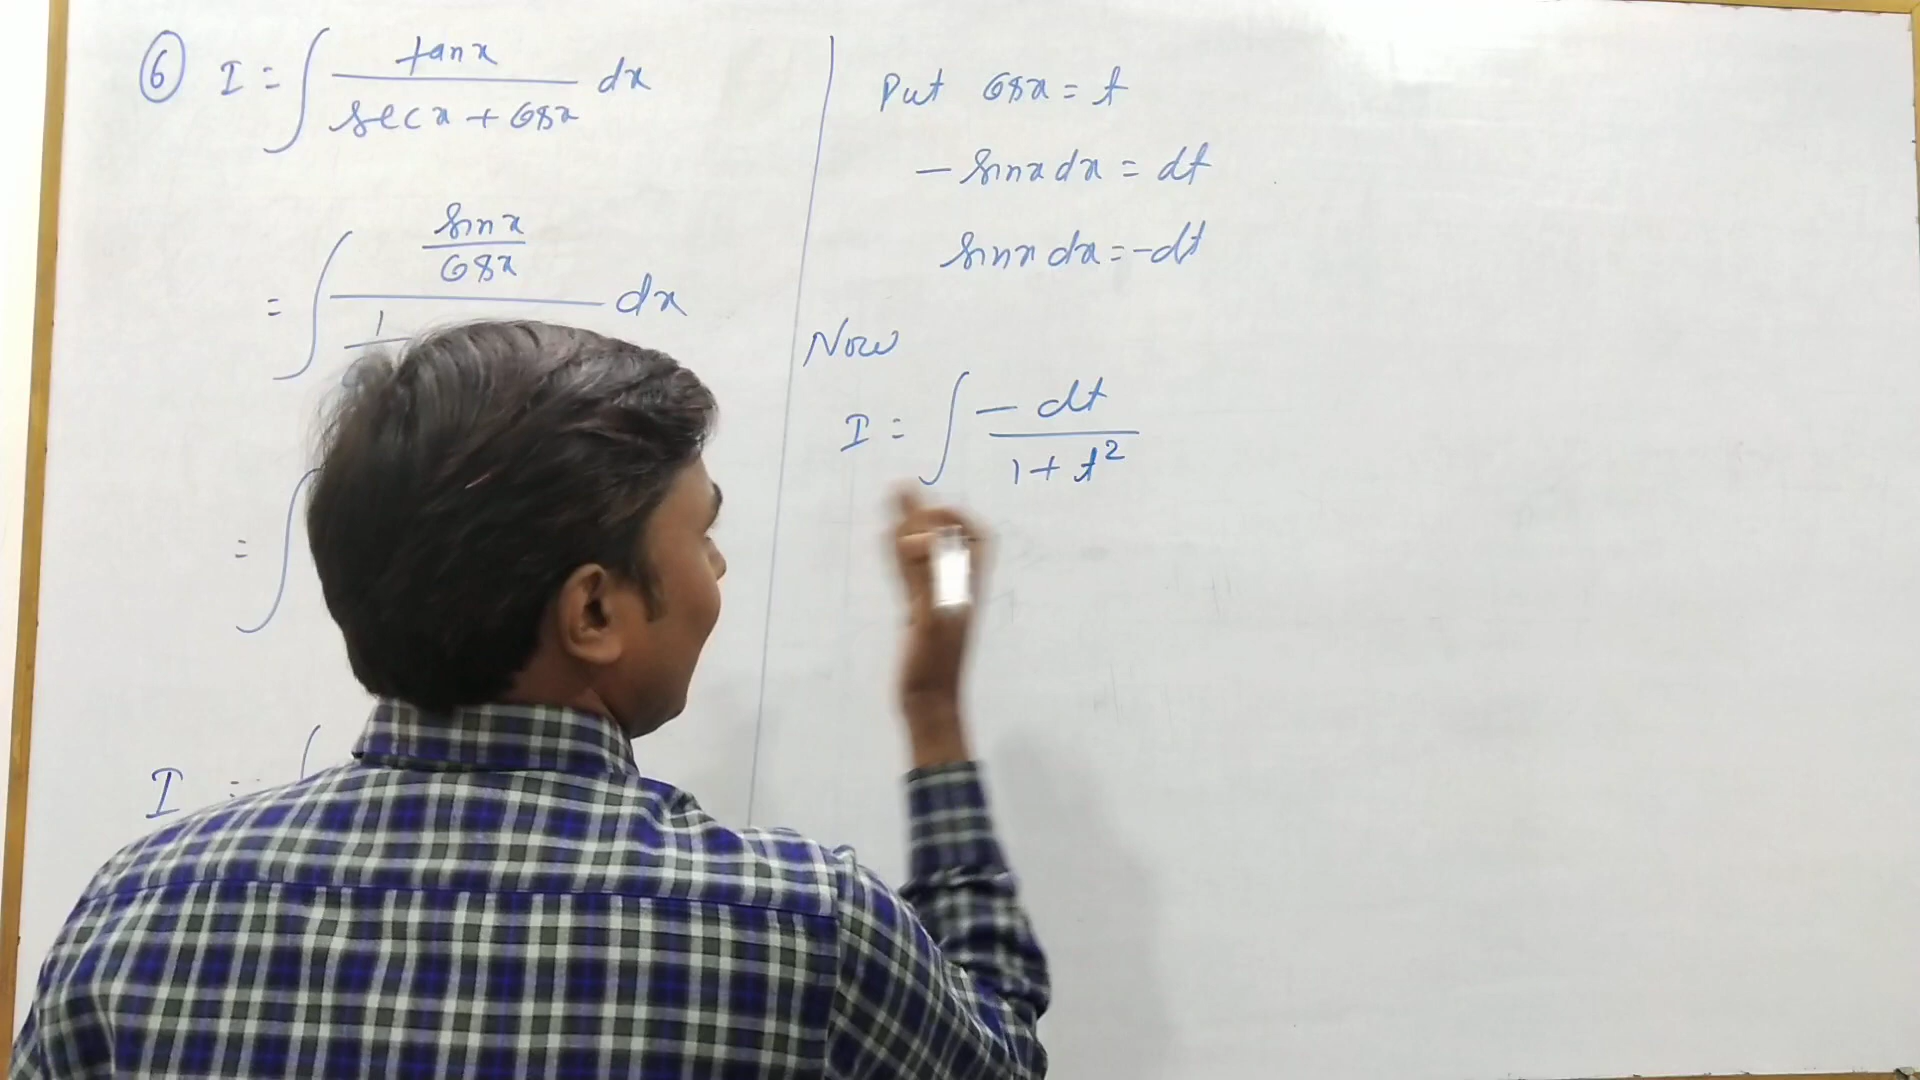 ⑥ I = ∫ tanx / (secx + cosx) dx
= ∫ (sinx / cosx) / (1 dx
= ∫
I = ∫
Put cosx = t
- sinx dx = dt
sinx dx = -dt
Now
I = ∫ - dt / (1 + t²)